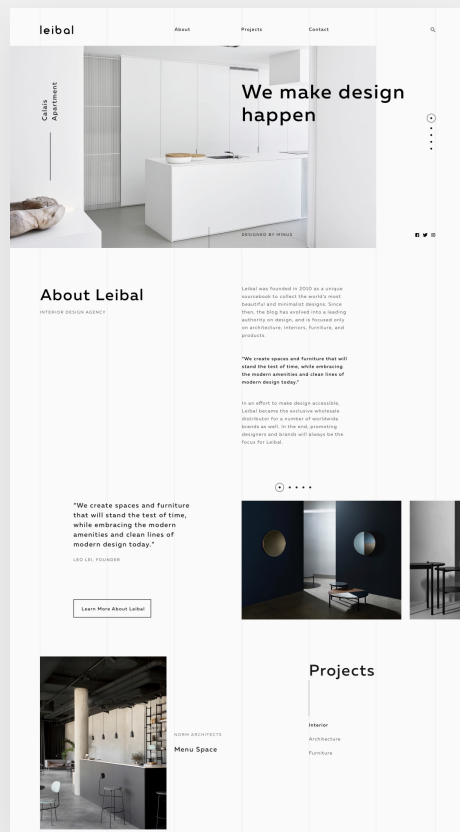 leibal
About
Projects
Contact
Calais
Apartment
We make design
happen
DESIGNED BY MINUS
About Leibal
INTERIOR DESIGN AGENCY
Leibal was founded in 2010 as a unique
sourcebook to collect the world's most
beautiful and minimalist designs. Since
then, the blog has evolved into a leading
authority on design, and is focused only
on architecture, interiors, furniture, and
products.
"We create spaces and furniture that will
stand the test of time, while embracing
the modern amenities and clean lines of
modern design today."
In an effort to make design accessible,
Leibal became the exclusive wholesale
distributor for a number of worldwide
brands as well. In the end, promoting
designers and brands will always be the
focus for Leibal.
"We create spaces and furniture
that will stand the test of time,
while embracing the modern
amenities and clean lines of
modern design today."
LEO LEI, FOUNDER
Learn More About Leibal
Projects
Interior
Architecture
Furniture
NORM ARCHITECTS
Menu Space